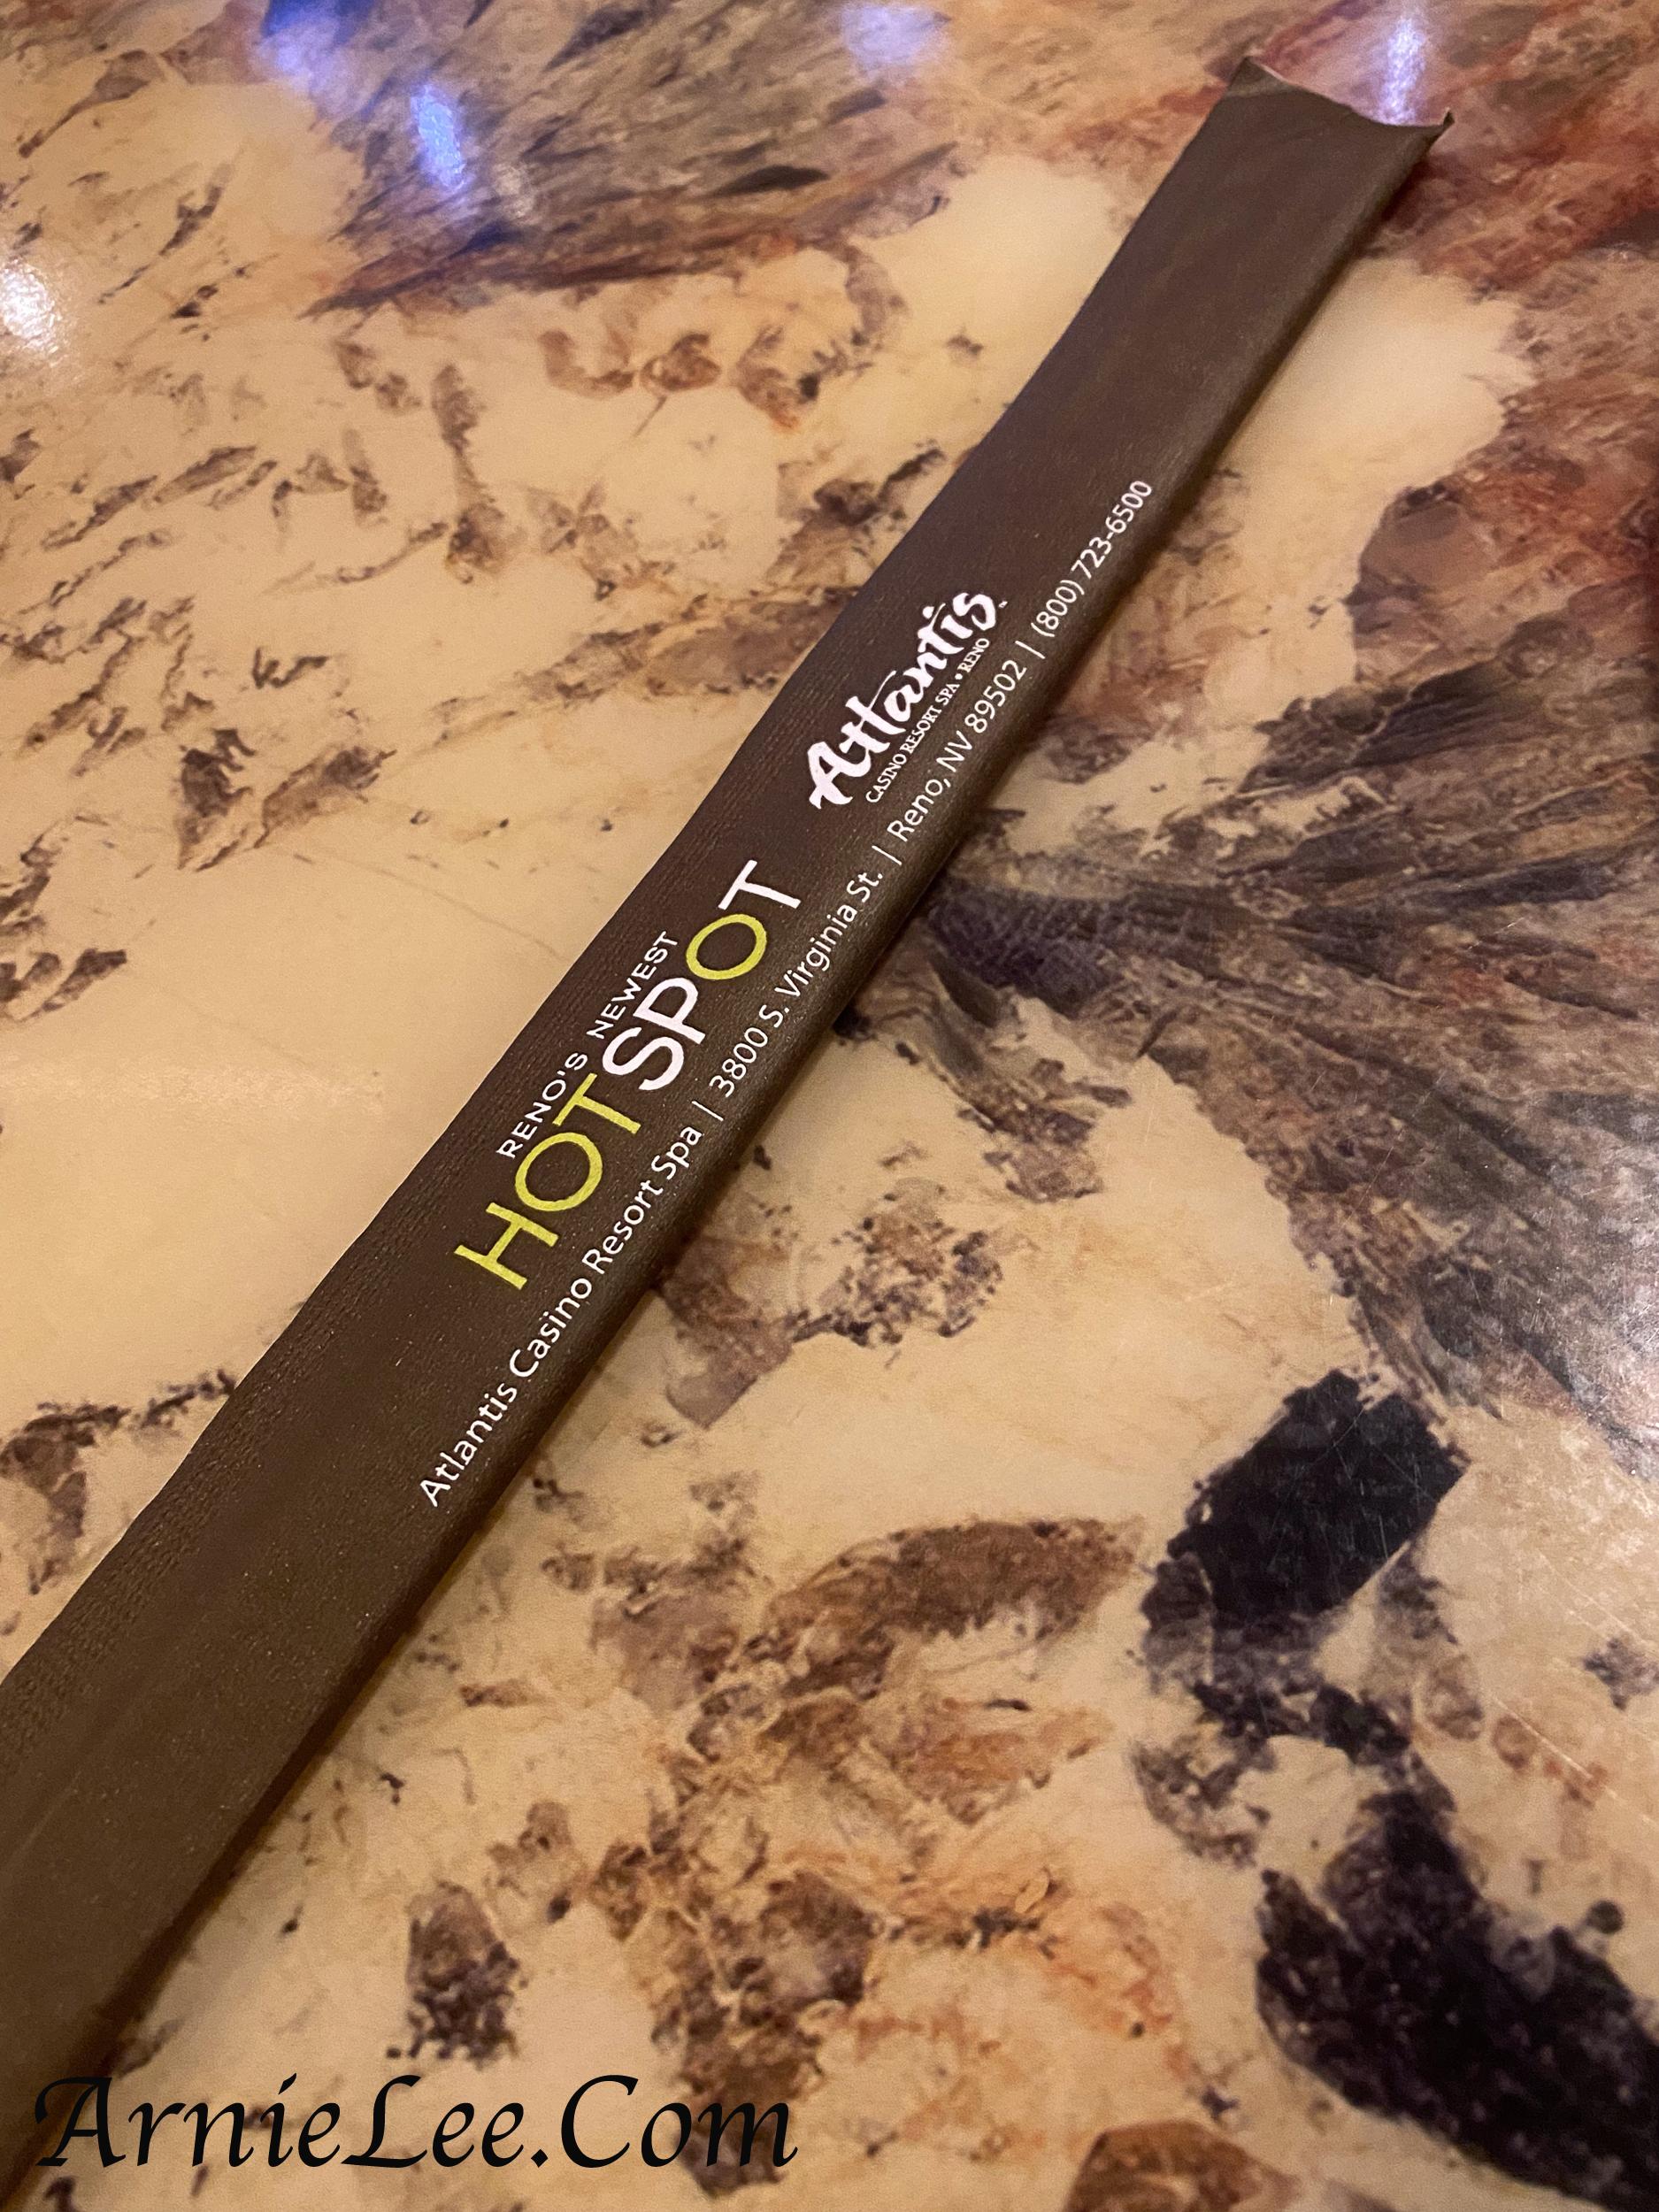 RENO'S NEWEST
HOTSPOT
Atlantis™
CASINO RESORT SPA • RENO
Atlantis Casino Resort Spa | 3800 S. Virginia St. | Reno, NV 89502 | (800) 723-6500
ArnieLee.Com